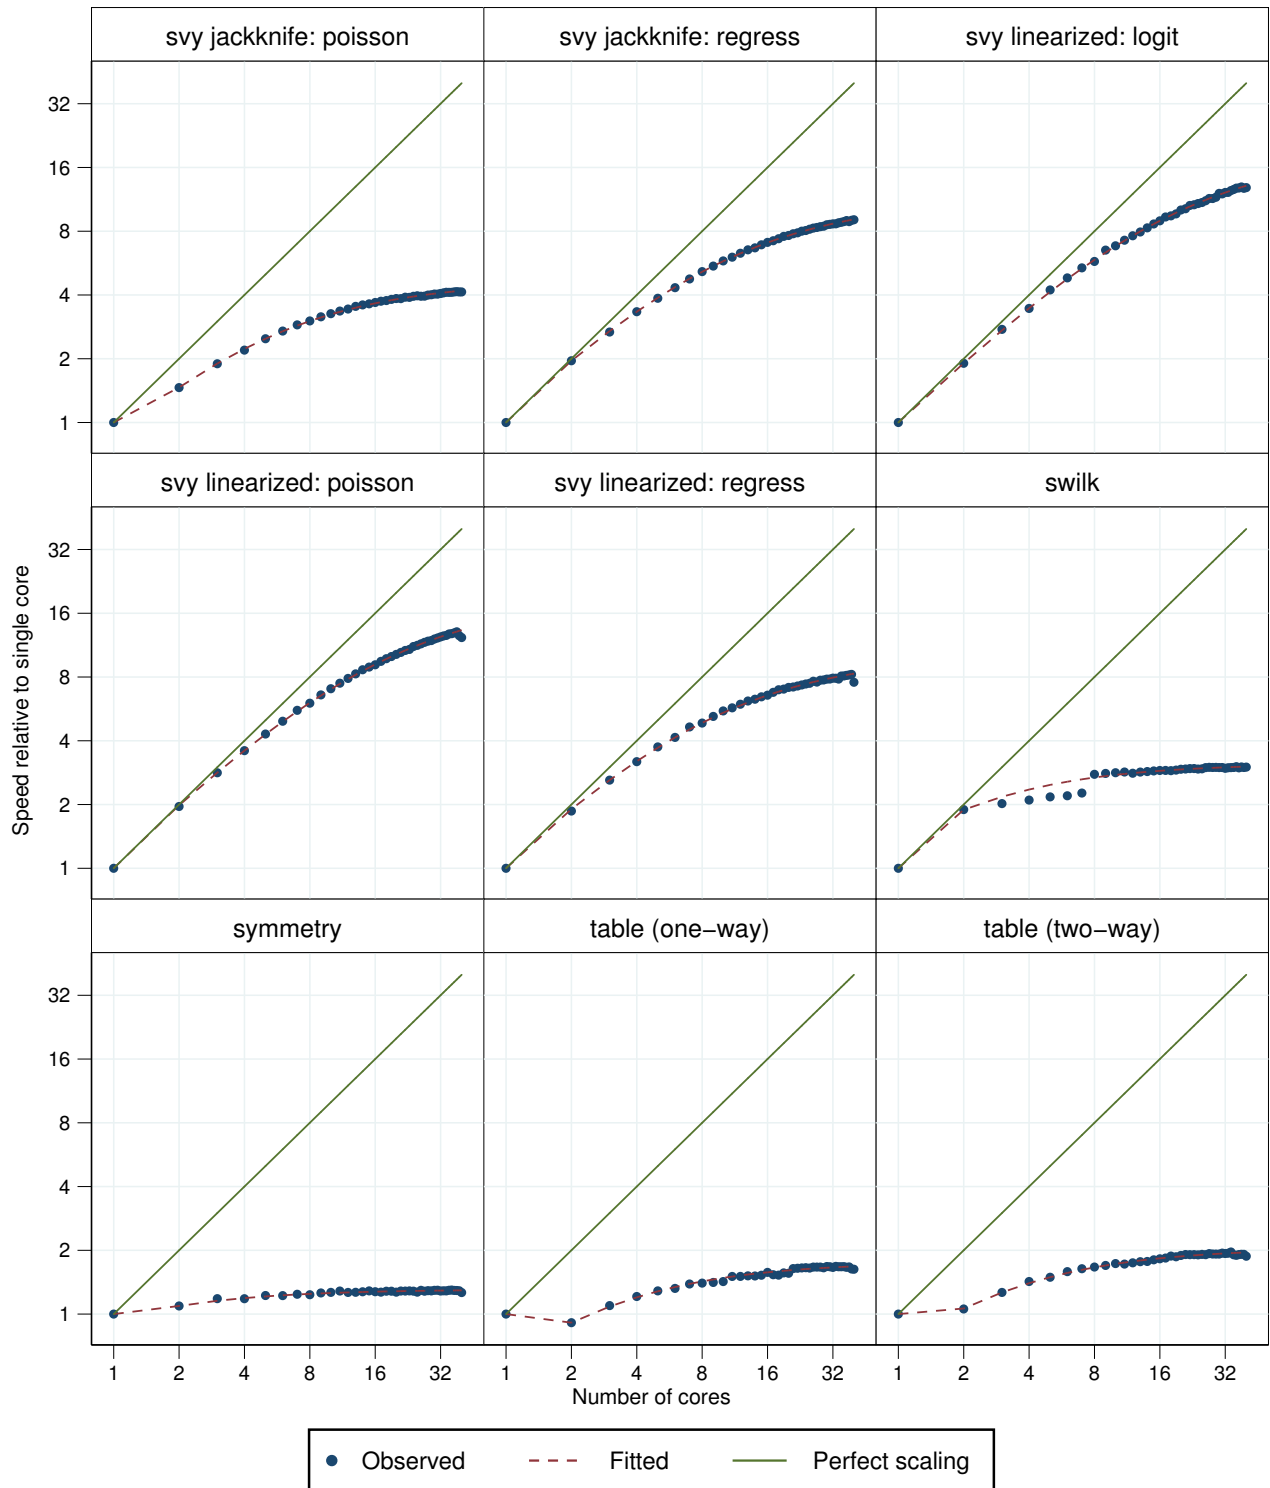 svy jackknife: poisson
svy jackknife: regress
svy linearized: logit
32
16
8
4
2
1
svy linearized: poisson
svy linearized: regress
swilk
32
16
8
4
2
1
symmetry
table (one−way)
table (two−way)
32
16
8
4
2
1
Speed relative to single core
1 2 4 8 16 32
1 2 4 8 16 32
1 2 4 8 16 32
Number of cores
Observed
Fitted
Perfect scaling